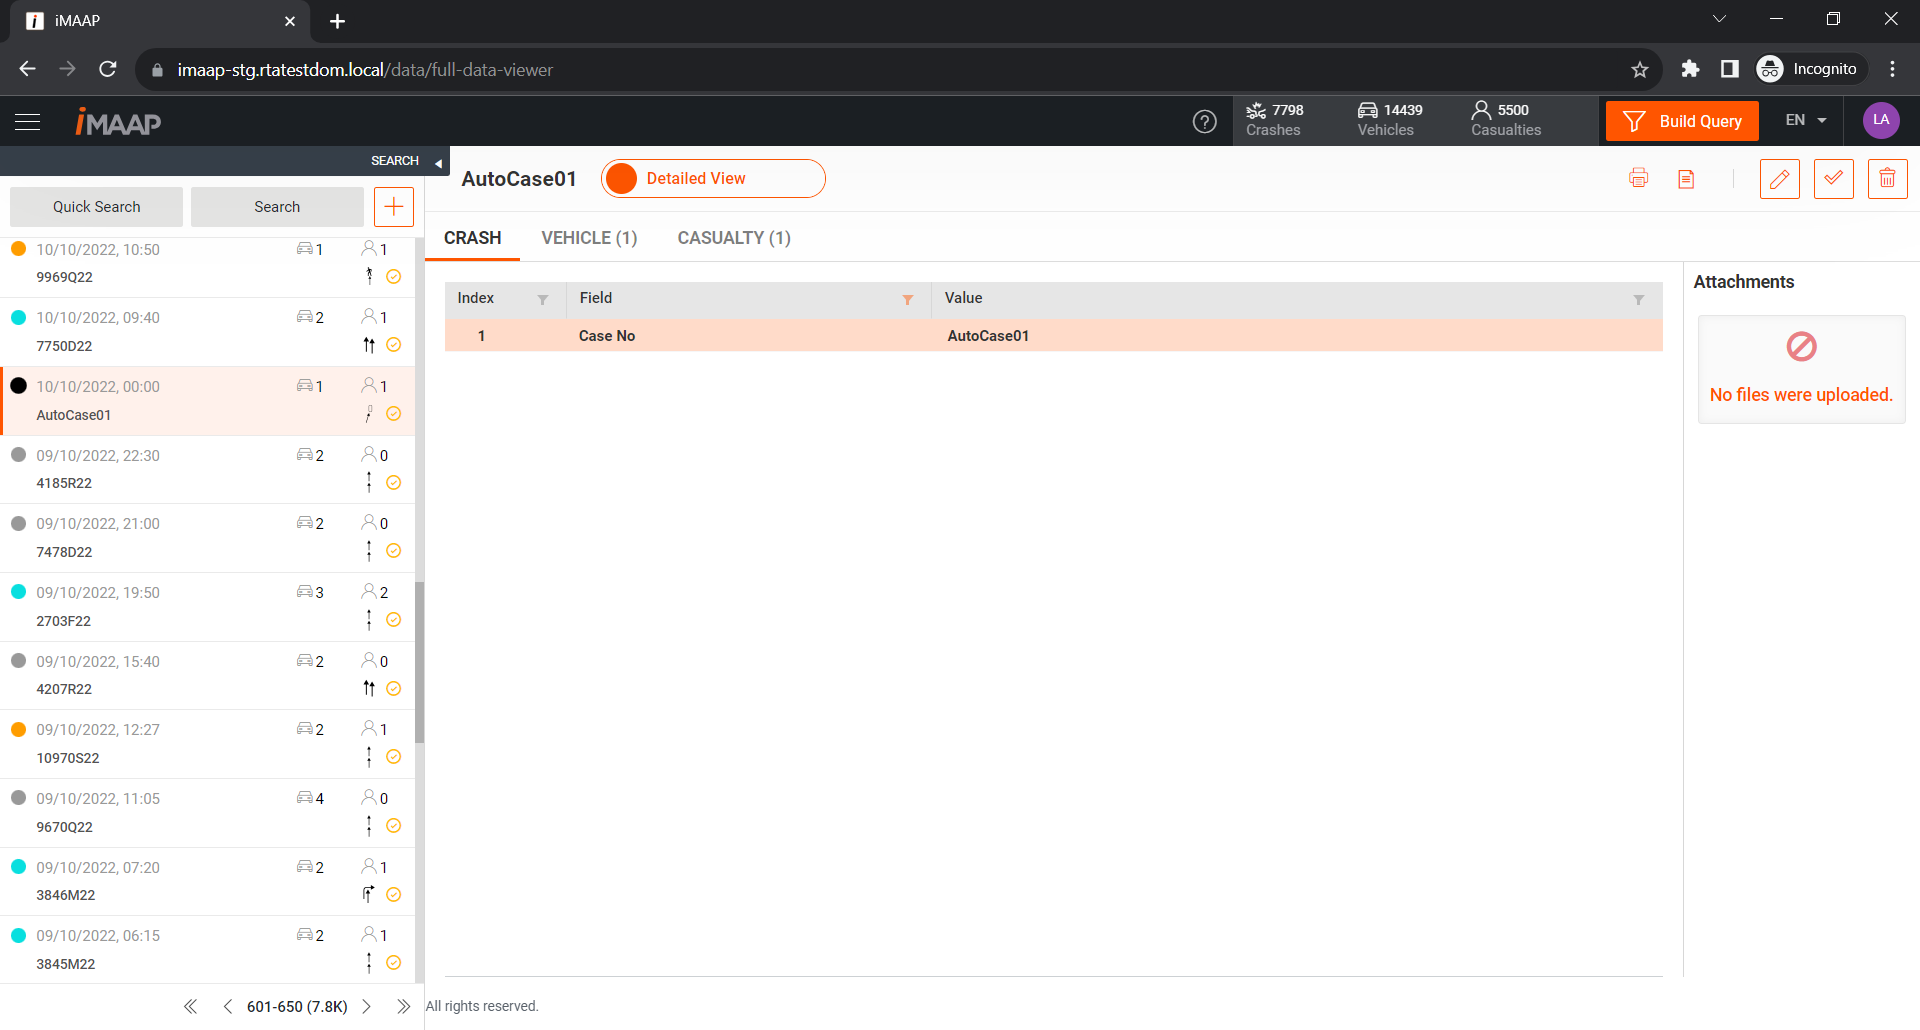 iMAAP
imaap-stg.rtatestdom.local/data/full-data-viewer
Incognito
iMAAP
7798
Crashes
14439
Vehicles
5500
Casualties
Build Query
EN
LA
SEARCH
Quick Search
Search
AutoCase01
Detailed View
CRASH
VEHICLE (1)
CASUALTY (1)
10/10/2022, 10:50 1 1
9969Q22
10/10/2022, 09:40 2 1
7750D22
10/10/2022, 00:00 1 1
AutoCase01
09/10/2022, 22:30 2 0
4185R22
09/10/2022, 21:00 2 0
7478D22
09/10/2022, 19:50 3 2
2703F22
09/10/2022, 15:40 2 0
4207R22
09/10/2022, 12:27 2 1
10970S22
09/10/2022, 11:05 4 0
9670Q22
09/10/2022, 07:20 2 1
3846M22
09/10/2022, 06:15 2 1
3845M22
601-650 (7.8K)
Index Field Value
1 Case No AutoCase01
Attachments
No files were uploaded.
All rights reserved.